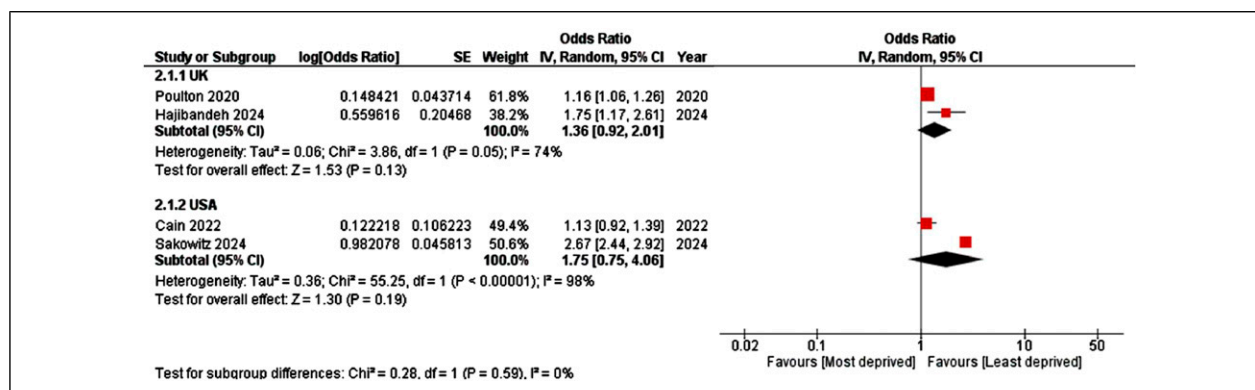 Odds Ratio Odds Ratio
Study or Subgroup log[Odds Ratio] SE Weight IV, Random, 95% CI Year IV, Random, 95% CI
2.1.1 UK
Poulton 2020 0.148421 0.043714 61.8% 1.16 [1.06, 1.26] 2020
Hajibandeh 2024 0.559616 0.20468 38.2% 1.75 [1.17, 2.61] 2024
Subtotal (95% CI) 100.0% 1.36 [0.92, 2.01]
Heterogeneity: Tau² = 0.06; Chi² = 3.86, df = 1 (P = 0.05); I² = 74%
Test for overall effect: Z = 1.53 (P = 0.13)
2.1.2 USA
Cain 2022 0.122218 0.106223 49.4% 1.13 [0.92, 1.39] 2022
Sakowitz 2024 0.982078 0.045813 50.6% 2.67 [2.44, 2.92] 2024
Subtotal (95% CI) 100.0% 1.75 [0.75, 4.06]
Heterogeneity: Tau² = 0.36; Chi² = 55.25, df = 1 (P < 0.00001); I² = 98%
Test for overall effect: Z = 1.30 (P = 0.19)
0.02 0.1 1 10 50
Favours [Most deprived] Favours [Least deprived]
Test for subgroup differences: Chi² = 0.28, df = 1 (P = 0.59), I² = 0%